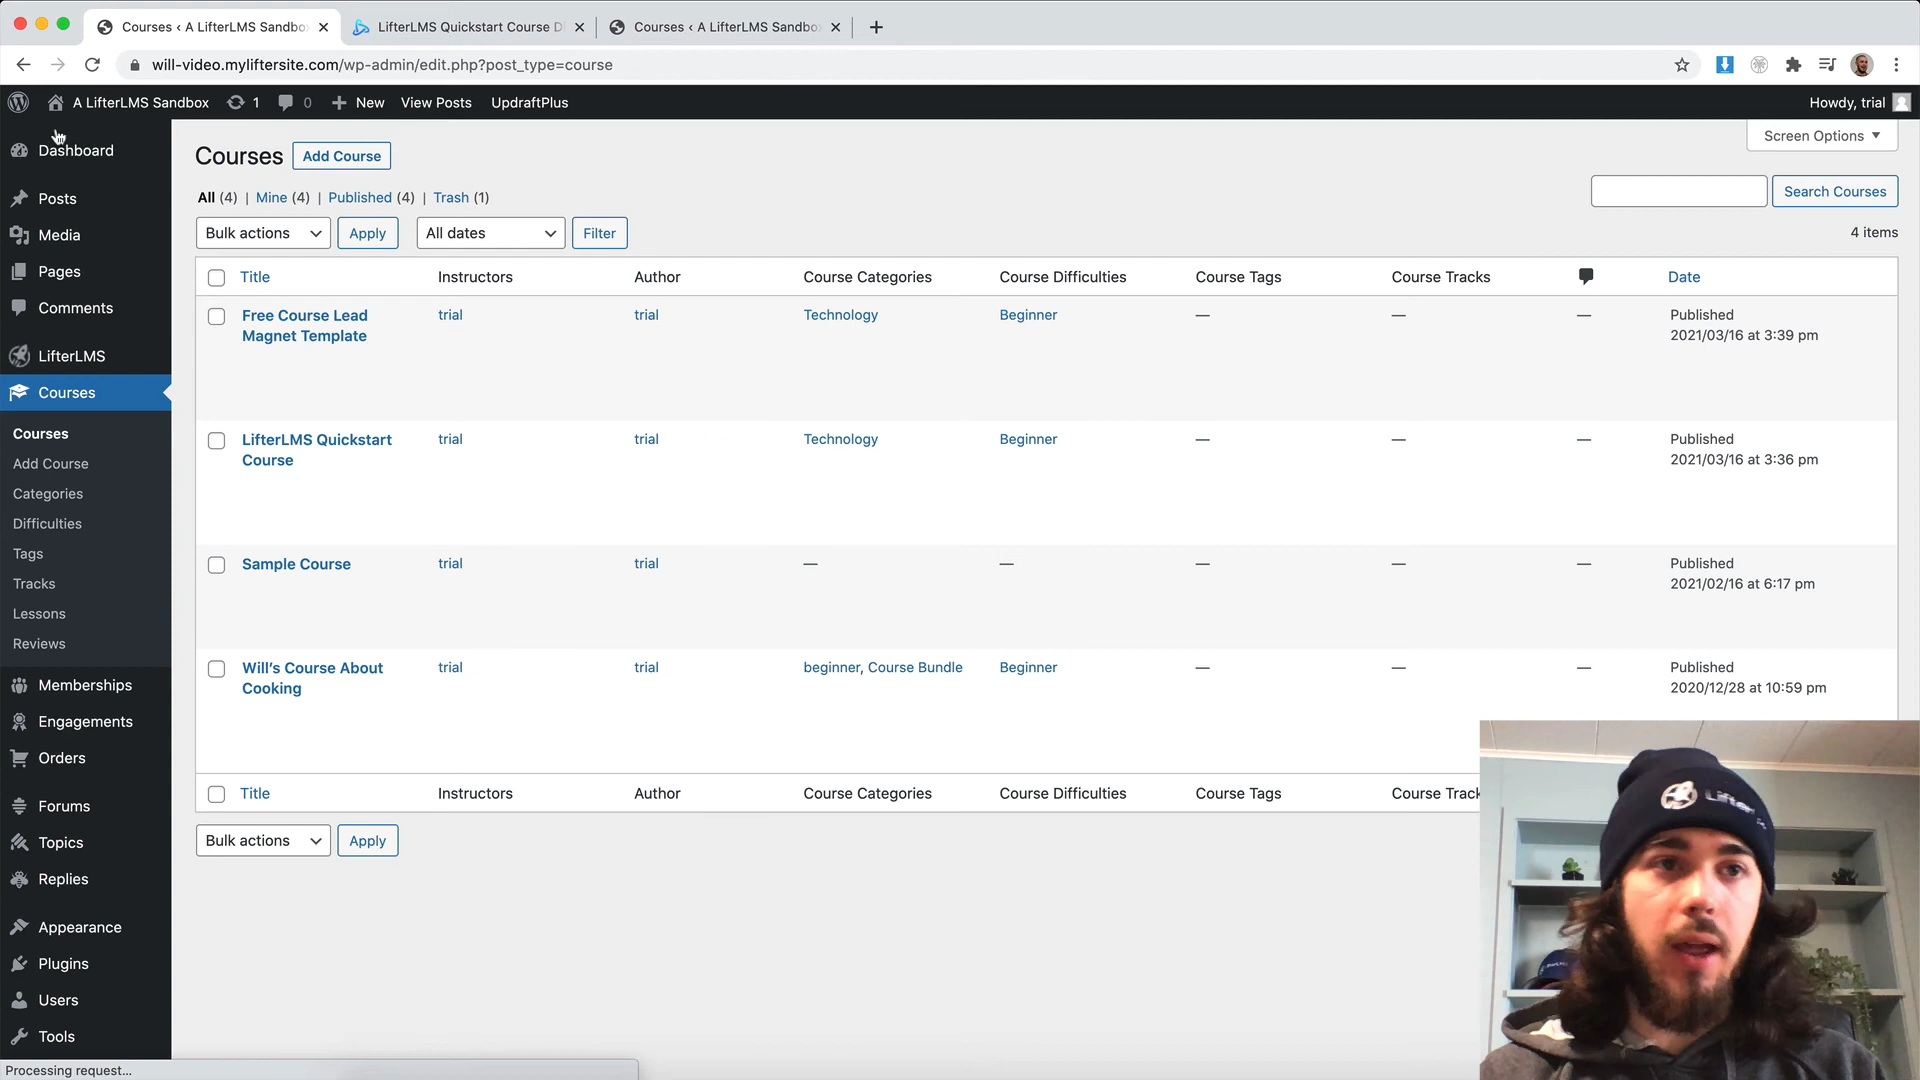 Courses ‹ A LifterLMS Sandbo
LifterLMS Quickstart Course D
Courses ‹ A LifterLMS Sandbo
will-video.myliftersite.com/wp-admin/edit.php?post_type=course
A LifterLMS Sandbox
1
0
New
View Posts
UpdraftPlus
Howdy, trial
Dashboard
Posts
Media
Pages
Comments
LifterLMS
Courses
Courses
Add Course
Categories
Difficulties
Tags
Tracks
Lessons
Reviews
Memberships
Engagements
Orders
Forums
Topics
Replies
Appearance
Plugins
Users
Tools
Processing request...
Screen Options
Courses
Add Course
All (4) | Mine (4) | Published (4) | Trash (1)
Search Courses
Bulk actions
Apply
All dates
Filter
4 items
Title Instructors Author Course Categories Course Difficulties Course Tags Course Tracks Date
Free Course Lead Magnet Template trial trial Technology Beginner — — — Published 2021/03/16 at 3:39 pm
LifterLMS Quickstart Course trial trial Technology Beginner — — — Published 2021/03/16 at 3:36 pm
Sample Course trial trial — — — — — Published 2021/02/16 at 6:17 pm
Will’s Course About Cooking trial trial beginner, Course Bundle Beginner — — — Published 2020/12/28 at 10:59 pm
Title Instructors Author Course Categories Course Difficulties Course Tags Course Track
Bulk actions
Apply